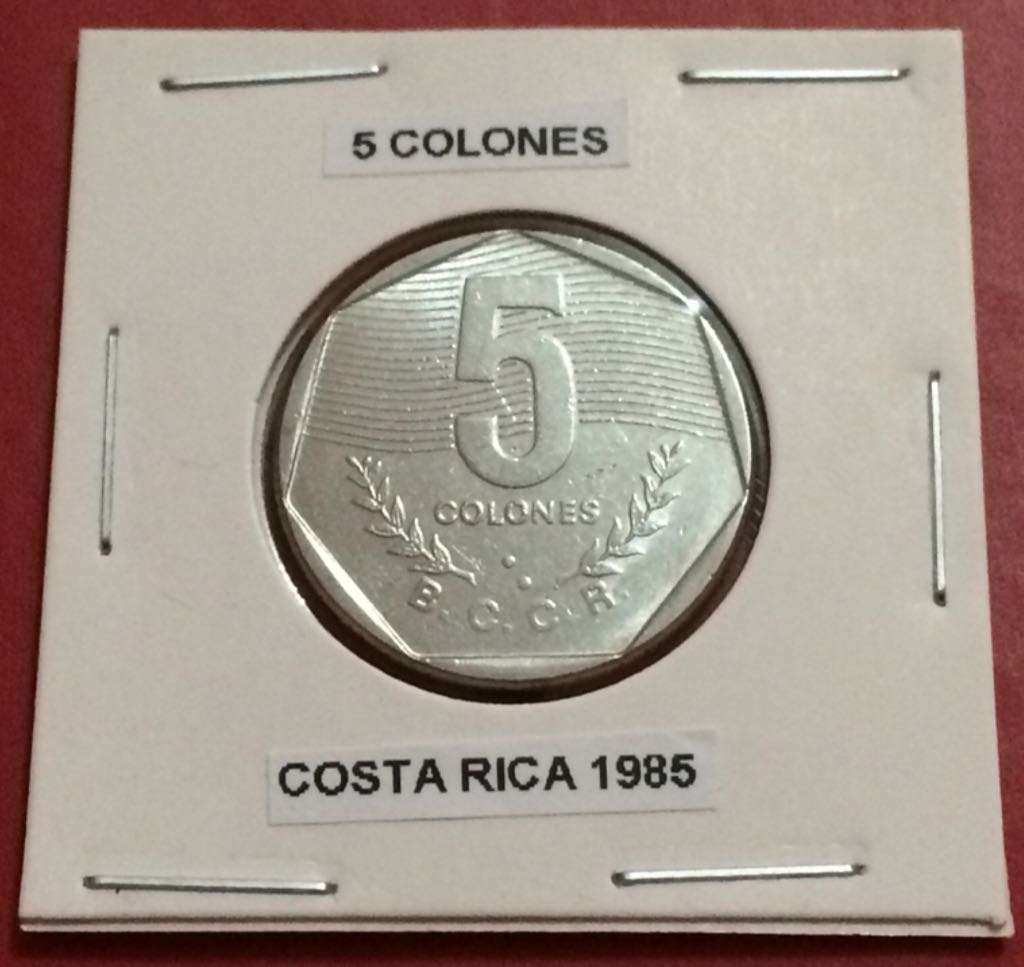 5 COLONES
5
COLONES
B. C. C. R.
COSTA RICA 1985